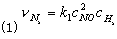 (1) ν_{N₂} = k₁c²_{NO}c_{H₂}